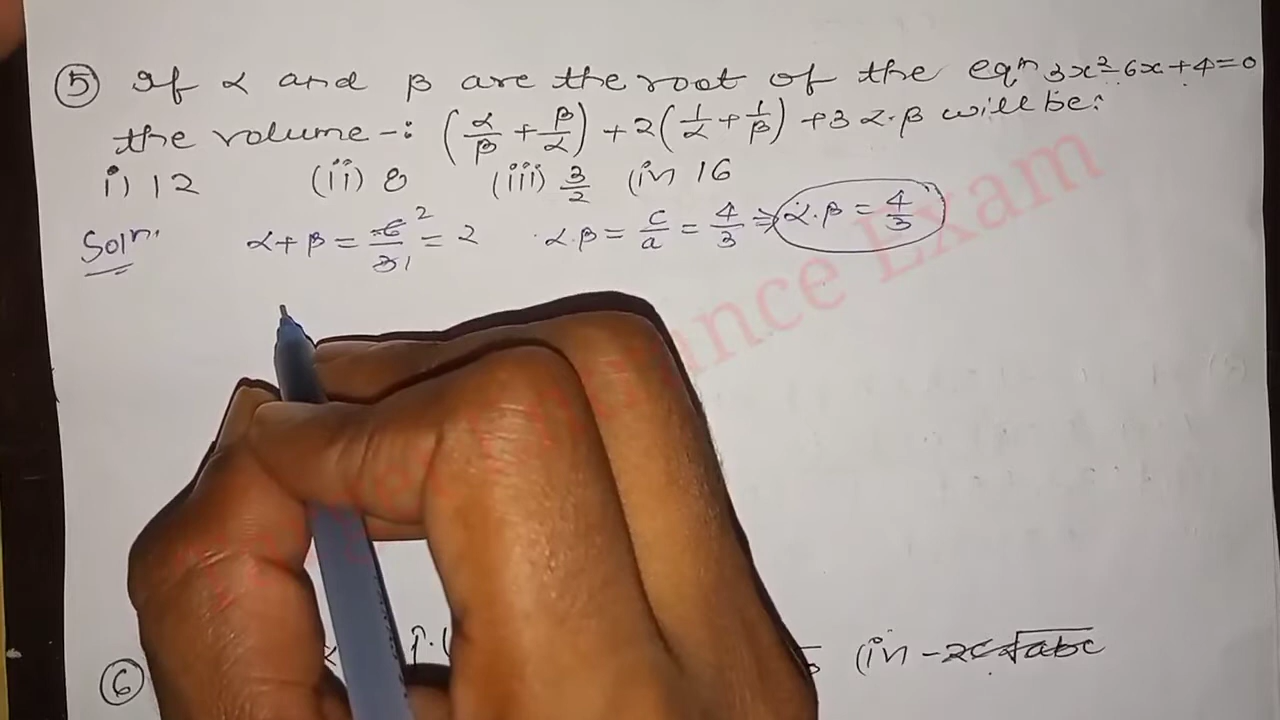 ⑤ If α and β are the root of the eqⁿ 3x²-6x+4=0
the volume -: (α/β + β/α) + 2(1/α + 1/β) + 3 α.β will be:
i) 12 (ii) 8 (iii) 3/2 (iv) 16
Solⁿ. α+β = 6/3 = 2 α.β = c/a = 4/3 ⇒ α.β = 4/3
⑥ (iv) -2c√abc
Entrance Exam